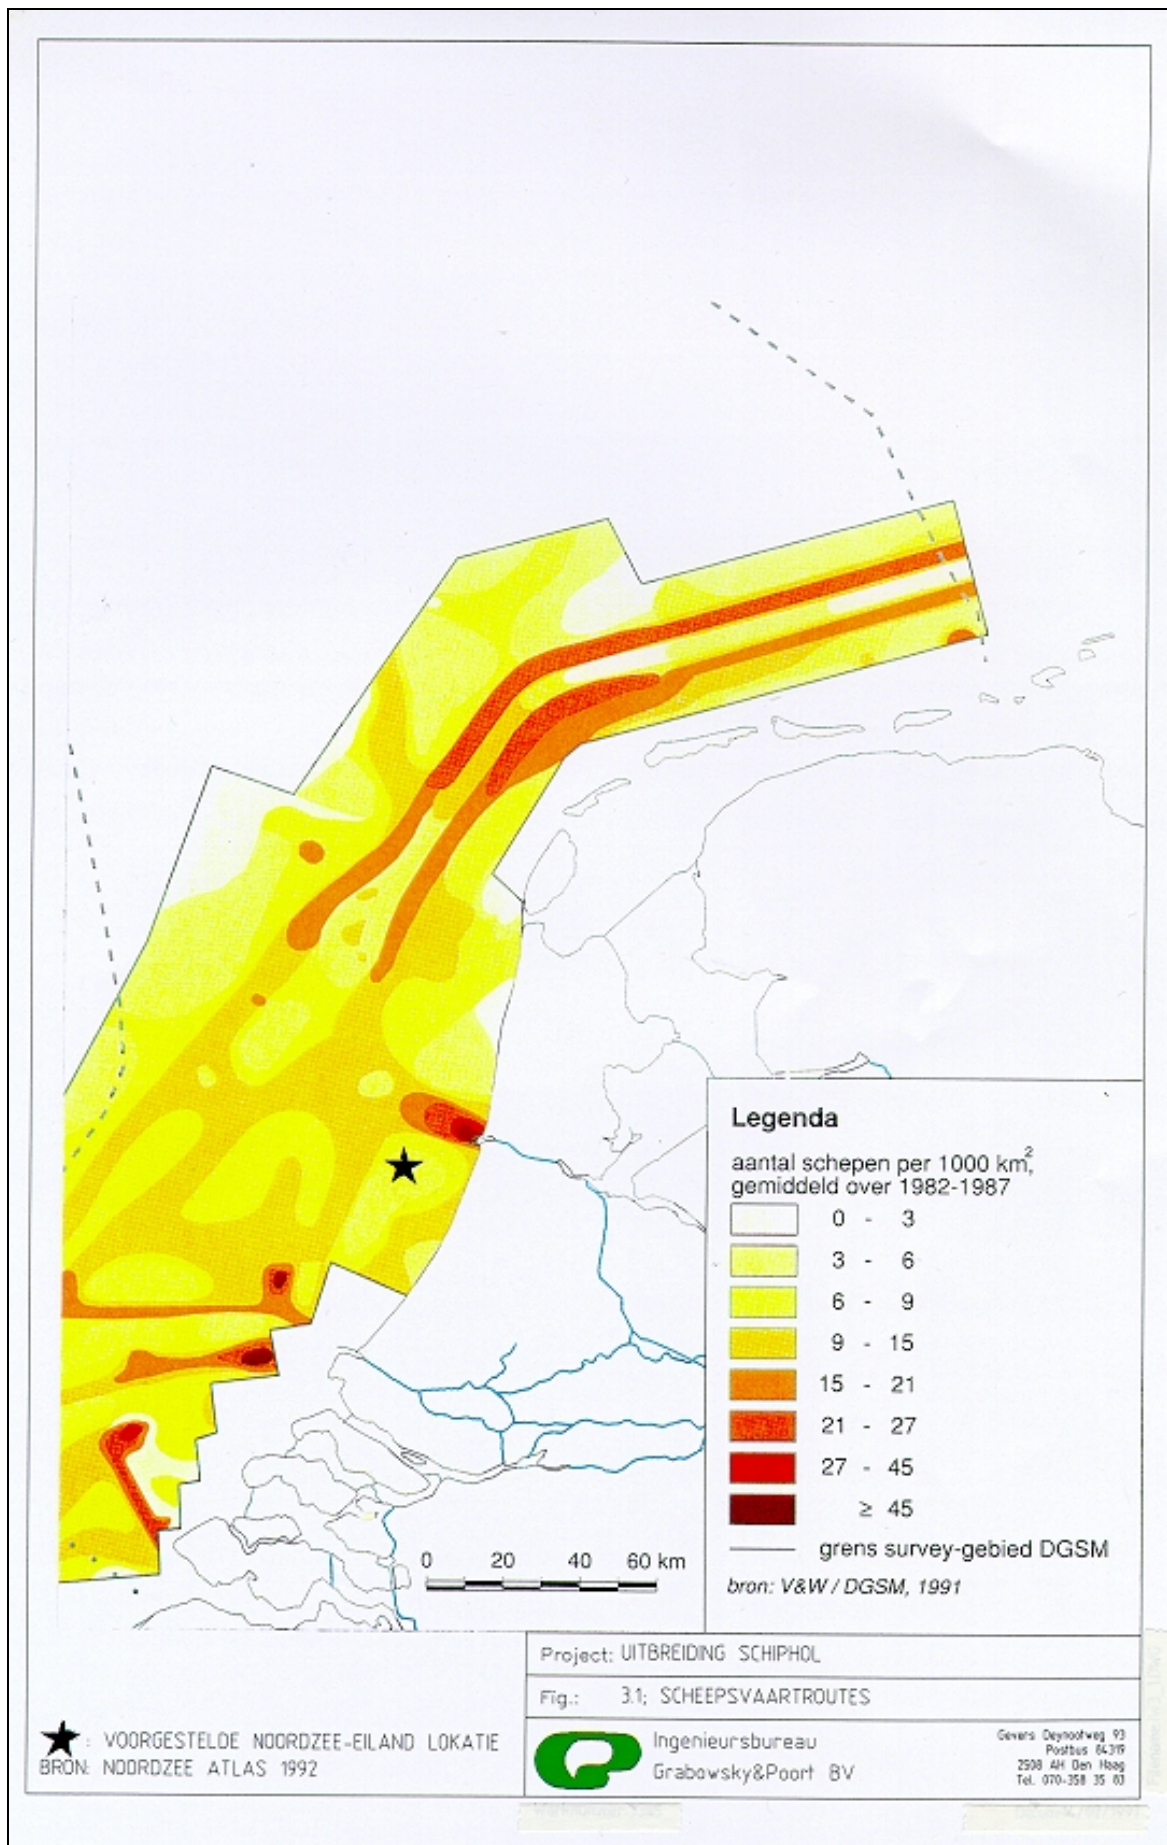 Legenda
aantal schepen per 1000 km²,
gemiddeld over 1982-1987
0 - 3
3 - 6
6 - 9
9 - 15
15 - 21
21 - 27
27 - 45
≥ 45
grens survey-gebied DGSM
bron: V&W / DGSM, 1991
0 20 40 60 km
Project: UITBREIDING SCHIPHOL
Fig.: 3.1; SCHEEPSVAARTROUTES
★ : VOORGESTELDE NOORDZEE-EILAND LOKATIE
BRON: NOORDZEE ATLAS 1992
Ingenieursbureau
Grabowsky&Poort BV
Gevers Deynootweg 93
Postbus 84319
2508 AH Den Haag
Tel. 070-358 35 83